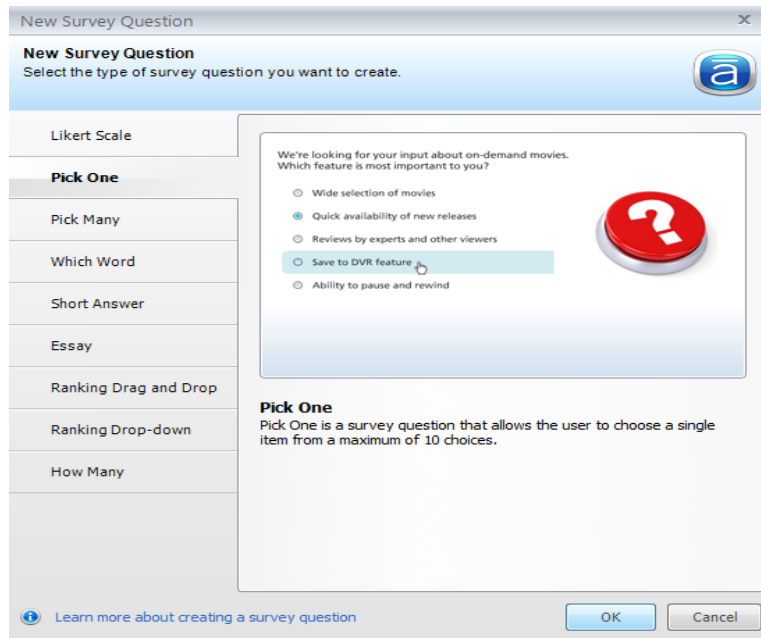 New Survey Question
x
New Survey Question
Select the type of survey question you want to create.
ā
Likert Scale
Pick One
Pick Many
Which Word
Short Answer
Essay
Ranking Drag and Drop
Ranking Drop-down
How Many
We're looking for your input about on-demand movies.
Which feature is most important to you?
Wide selection of movies
Quick availability of new releases
Reviews by experts and other viewers
Save to DVR feature
Ability to pause and rewind
?
Pick One
Pick One is a survey question that allows the user to choose a single
item from a maximum of 10 choices.
Learn more about creating a survey question
OK
Cancel